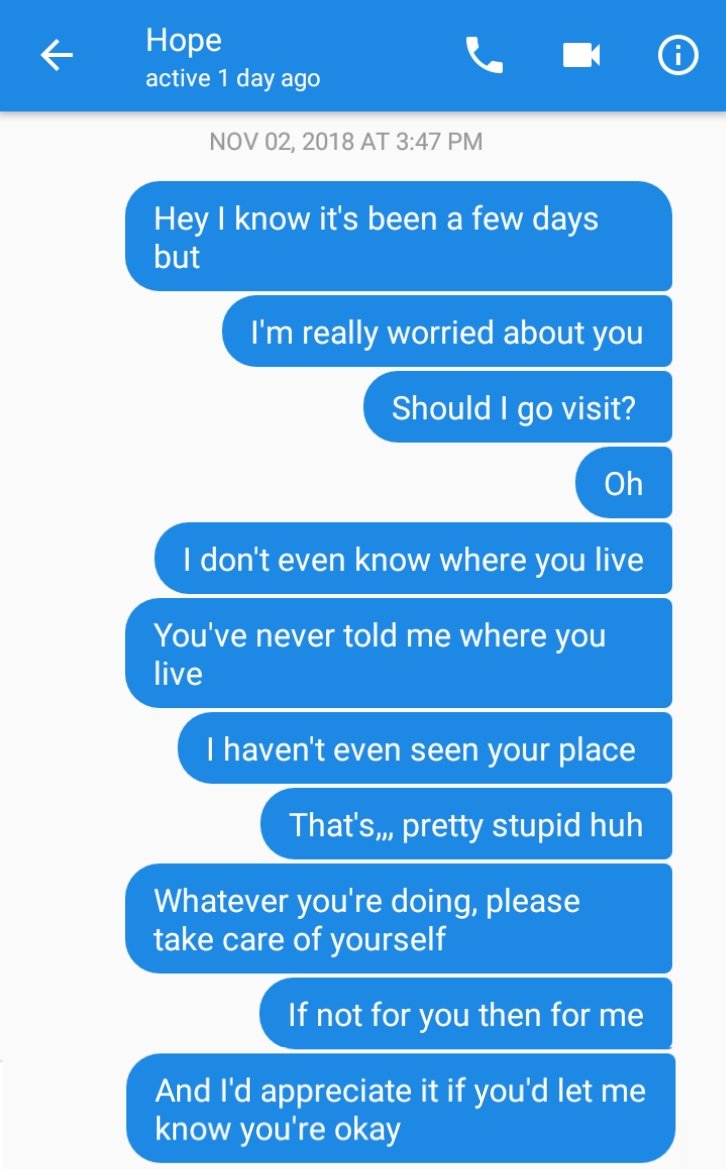 Hope
active 1 day ago
NOV 02, 2018 AT 3:47 PM
Hey I know it's been a few days
but
I'm really worried about you
Should I go visit?
Oh
I don't even know where you live
You've never told me where you
live
I haven't even seen your place
That's,,, pretty stupid huh
Whatever you're doing, please
take care of yourself
If not for you then for me
And I'd appreciate it if you'd let me
know you're okay